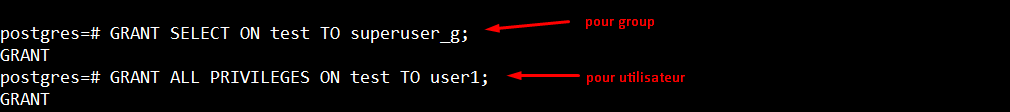 postgres=# GRANT SELECT ON test TO superuser_g;
pour group
GRANT
postgres=# GRANT ALL PRIVILEGES ON test TO user1;
pour utilisateur
GRANT